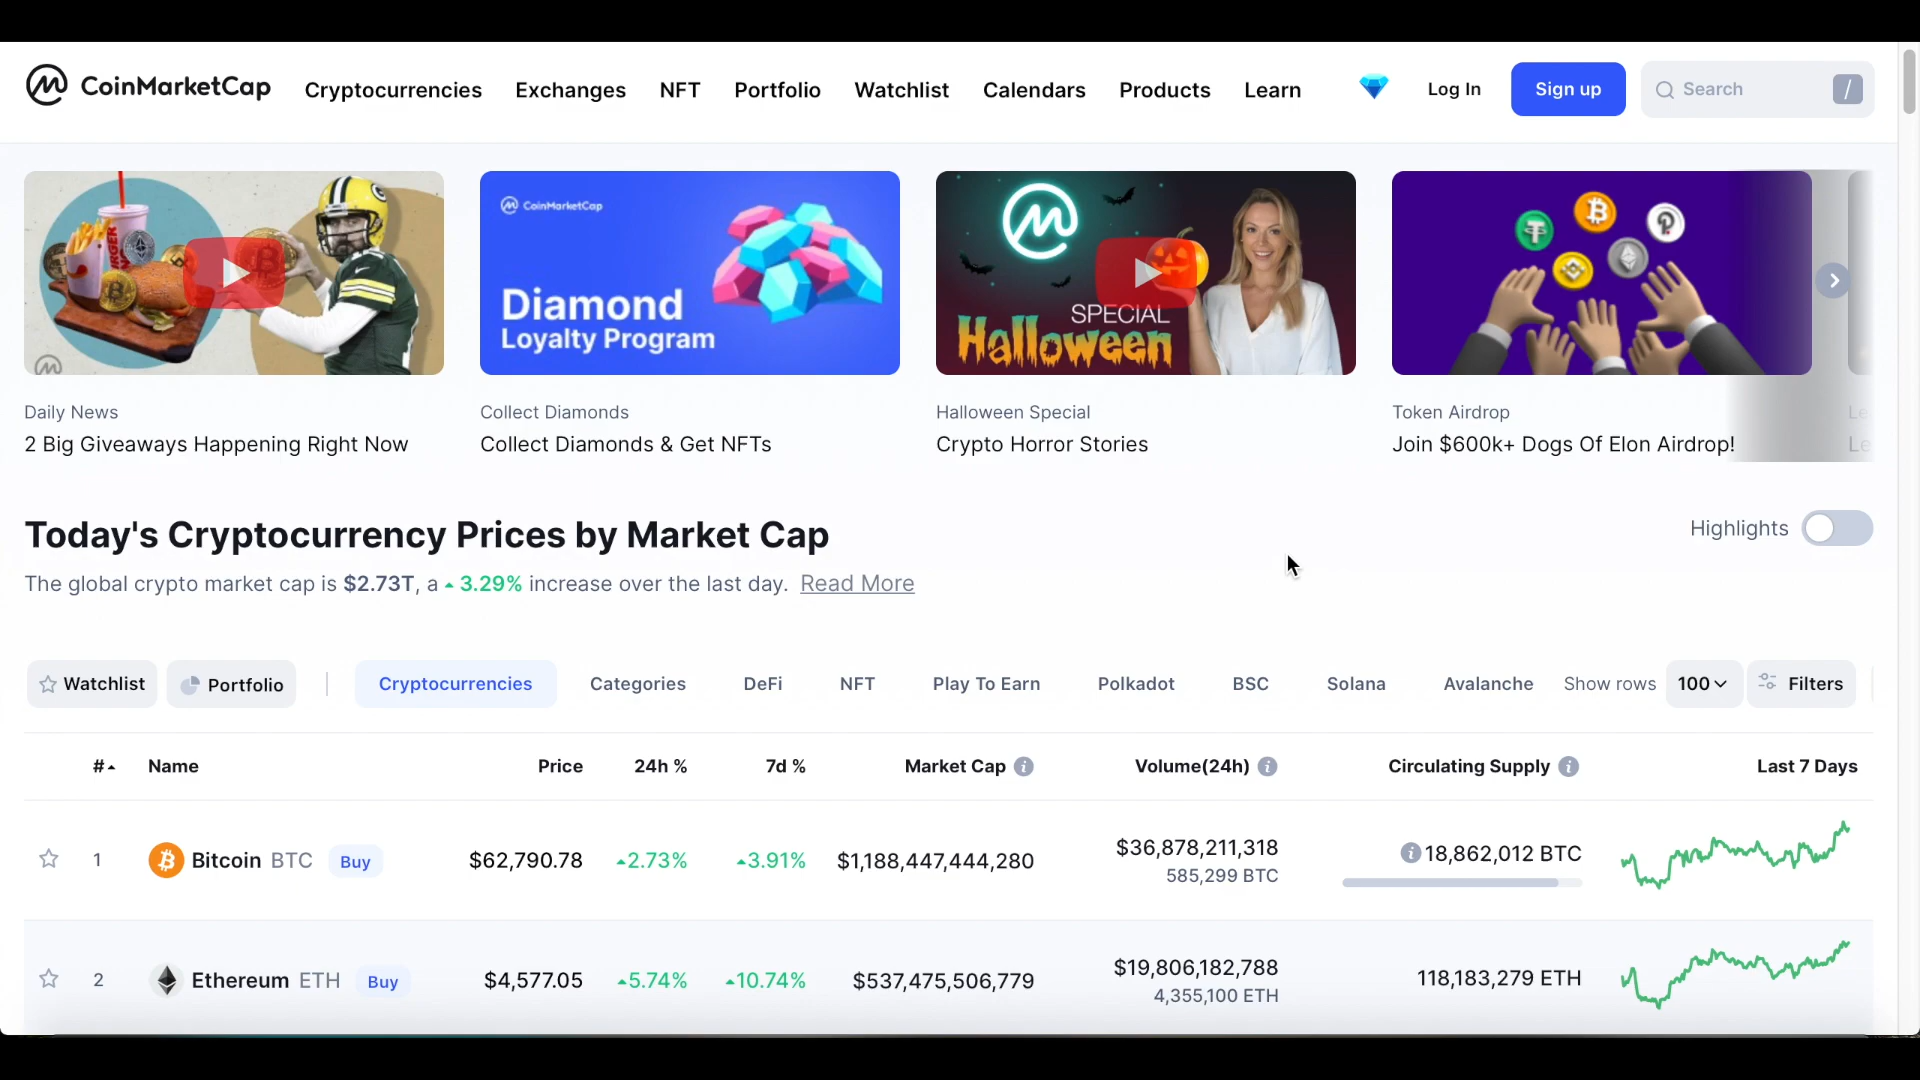 CoinMarketCap Cryptocurrencies Exchanges NFT Portfolio Watchlist Calendars Products Learn Log In Sign up Search /
BURGER
CoinMarketCap
Diamond
Loyalty Program
SPECIAL
Halloween
Daily News
2 Big Giveaways Happening Right Now
Collect Diamonds
Collect Diamonds & Get NFTs
Halloween Special
Crypto Horror Stories
Token Airdrop
Join $600k+ Dogs Of Elon Airdrop!
Le
Le
Today's Cryptocurrency Prices by Market Cap
Highlights
The global crypto market cap is $2.73T, a 3.29% increase over the last day. Read More
Watchlist Portfolio Cryptocurrencies Categories DeFi NFT Play To Earn Polkadot BSC Solana Avalanche Show rows 100 Filters
# Name Price 24h % 7d % Market Cap Volume(24h) Circulating Supply Last 7 Days
1 Bitcoin BTC Buy $62,790.78 2.73% 3.91% $1,188,447,444,280 $36,878,211,318 18,862,012 BTC
585,299 BTC
2 Ethereum ETH Buy $4,577.05 5.74% 10.74% $537,475,506,779 $19,806,182,788 118,183,279 ETH
4,355,100 ETH